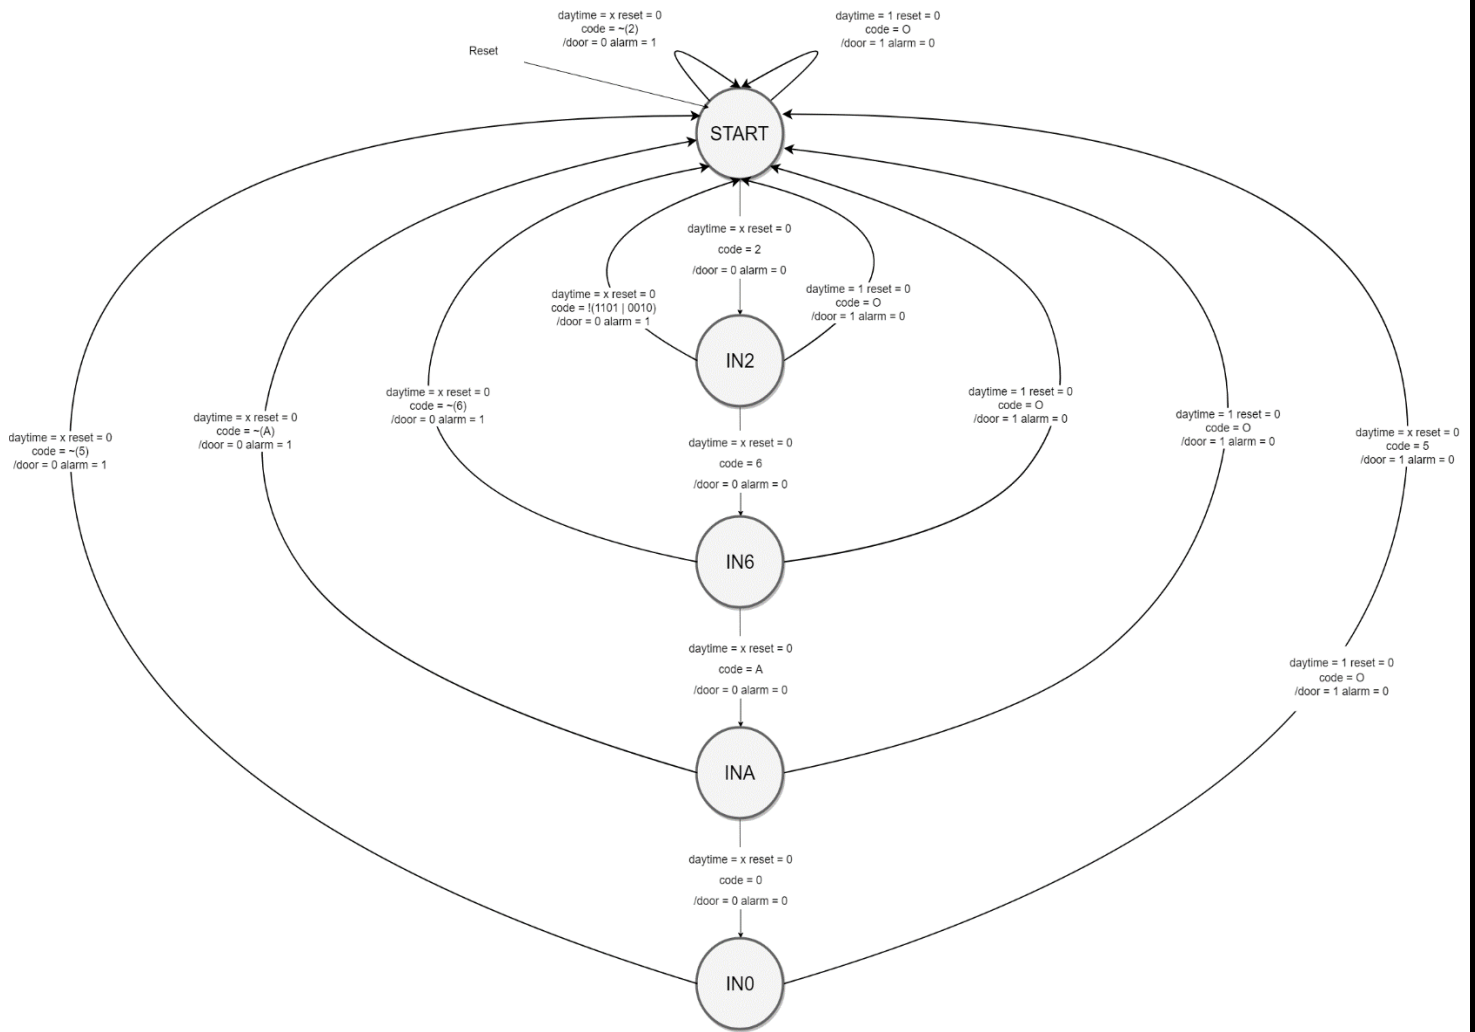 daytime = x reset = 0
code = ~(2)
/door = 0 alarm = 1
daytime = 1 reset = 0
code = O
/door = 1 alarm = 0
Reset
START
daytime = x reset = 0
code = 2
/door = 0 alarm = 0
daytime = x reset = 0
code = !(1101 | 0010)
/door = 0 alarm = 1
daytime = 1 reset = 0
code = O
/door = 1 alarm = 0
IN2
daytime = x reset = 0
code = ~(6)
/door = 0 alarm = 1
daytime = 1 reset = 0
code = O
/door = 1 alarm = 0
daytime = x reset = 0
code = ~(A)
/door = 0 alarm = 1
daytime = 1 reset = 0
code = O
/door = 1 alarm = 0
daytime = x reset = 0
code = ~(5)
/door = 0 alarm = 1
daytime = x reset = 0
code = 6
/door = 0 alarm = 0
daytime = x reset = 0
code = 5
/door = 1 alarm = 0
IN6
daytime = x reset = 0
code = A
/door = 0 alarm = 0
daytime = 1 reset = 0
code = O
/door = 1 alarm = 0
INA
daytime = x reset = 0
code = 0
/door = 0 alarm = 0
IN0